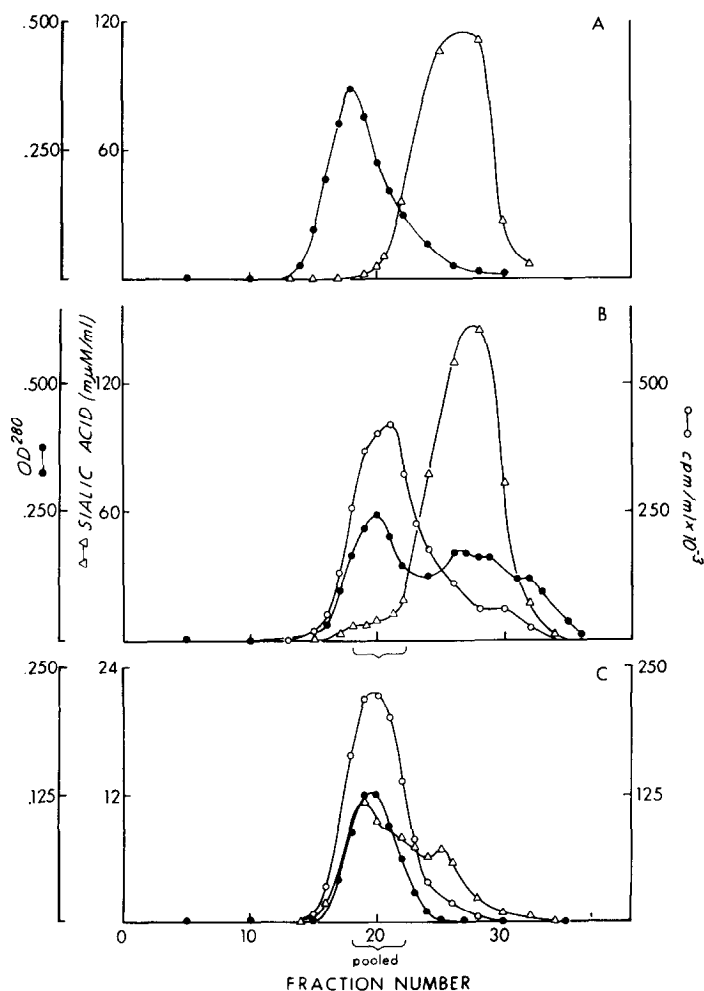 .500
120
A
.250
60
B
OD280
SIALIC ACID (mµM/ml)
.500
120
500
.250
60
250
cpm/ml×10-3
C
.250
24
250
.125
12
125
0
10
20
30
pooled
FRACTION NUMBER